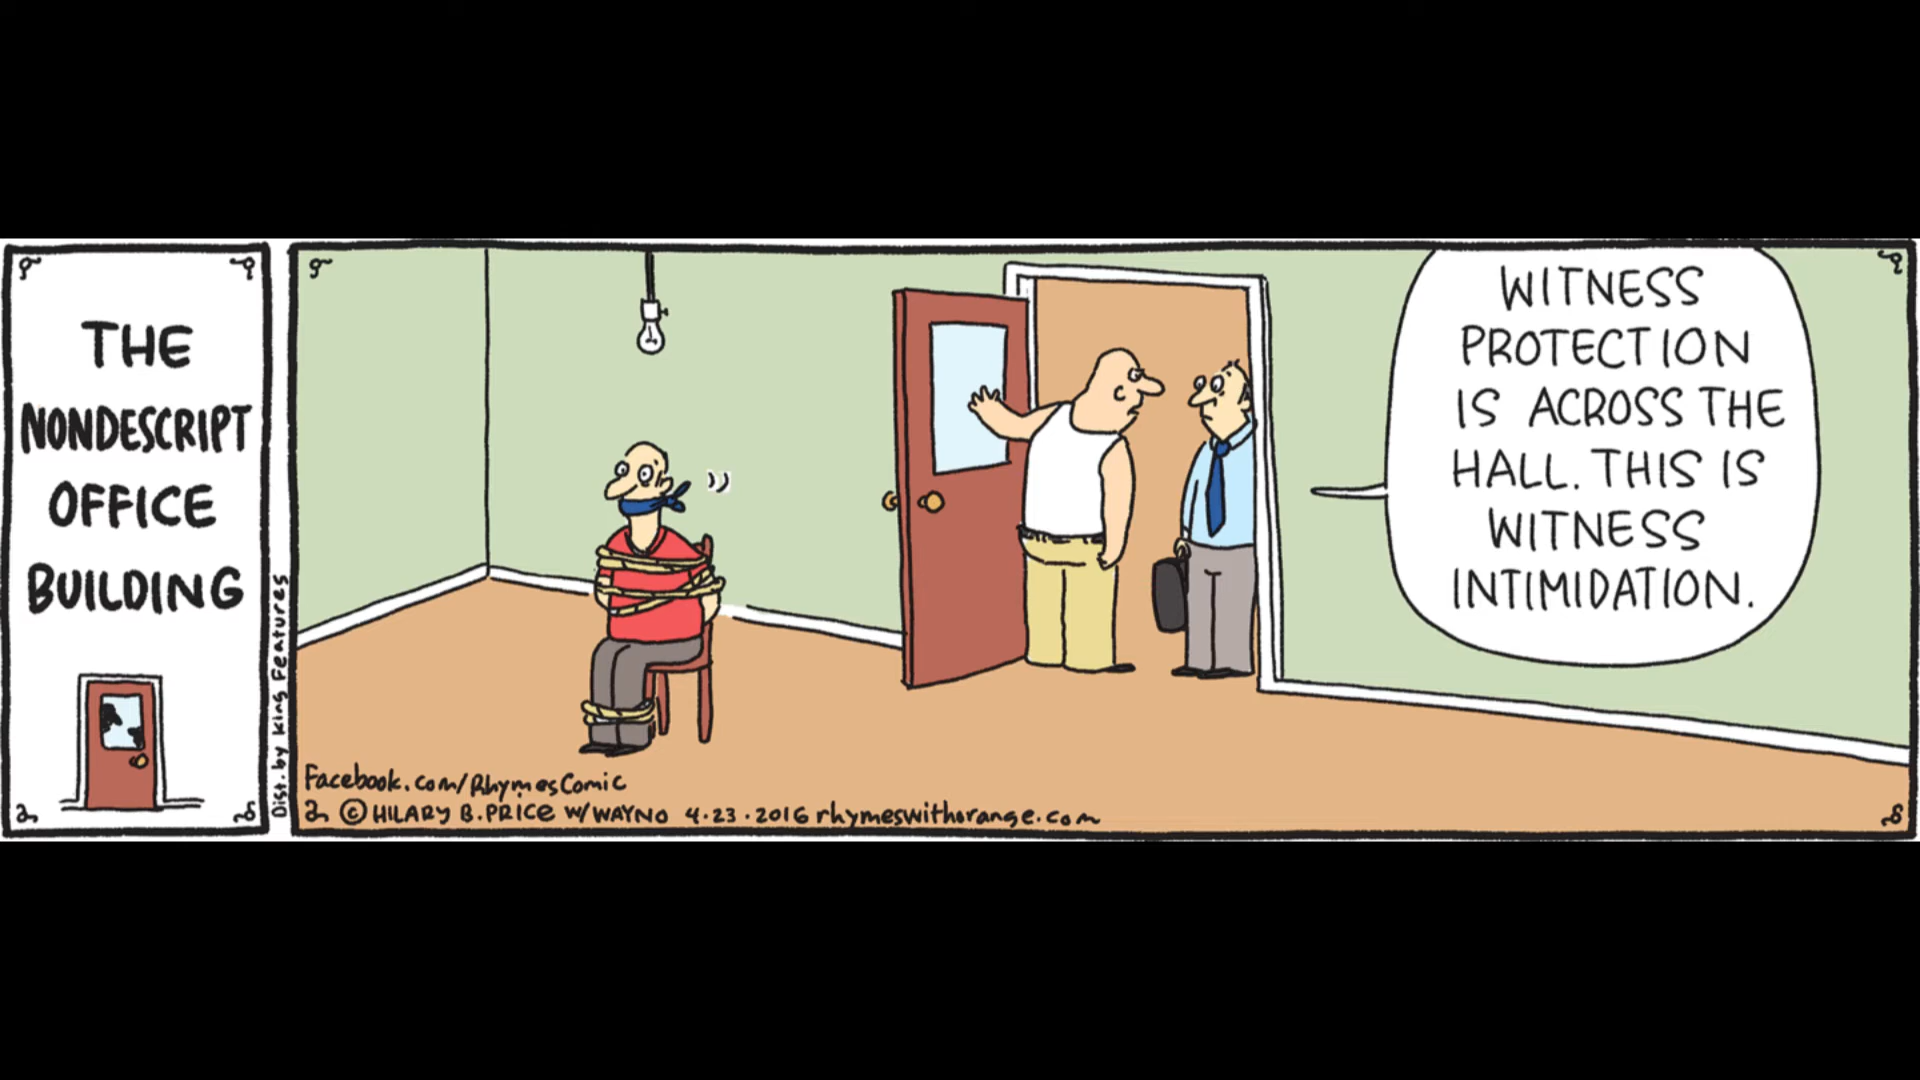 THE
NONDESCRIPT
OFFICE
BUILDING
Dist. by King Features
WITNESS
PROTECTION
IS ACROSS THE
HALL. THIS IS
WITNESS
INTIMIDATION.
Facebook.com/RhymesComic
© HILARY B. PRICE W/ WAYNO 4.23.2016 rhymeswithorange.com